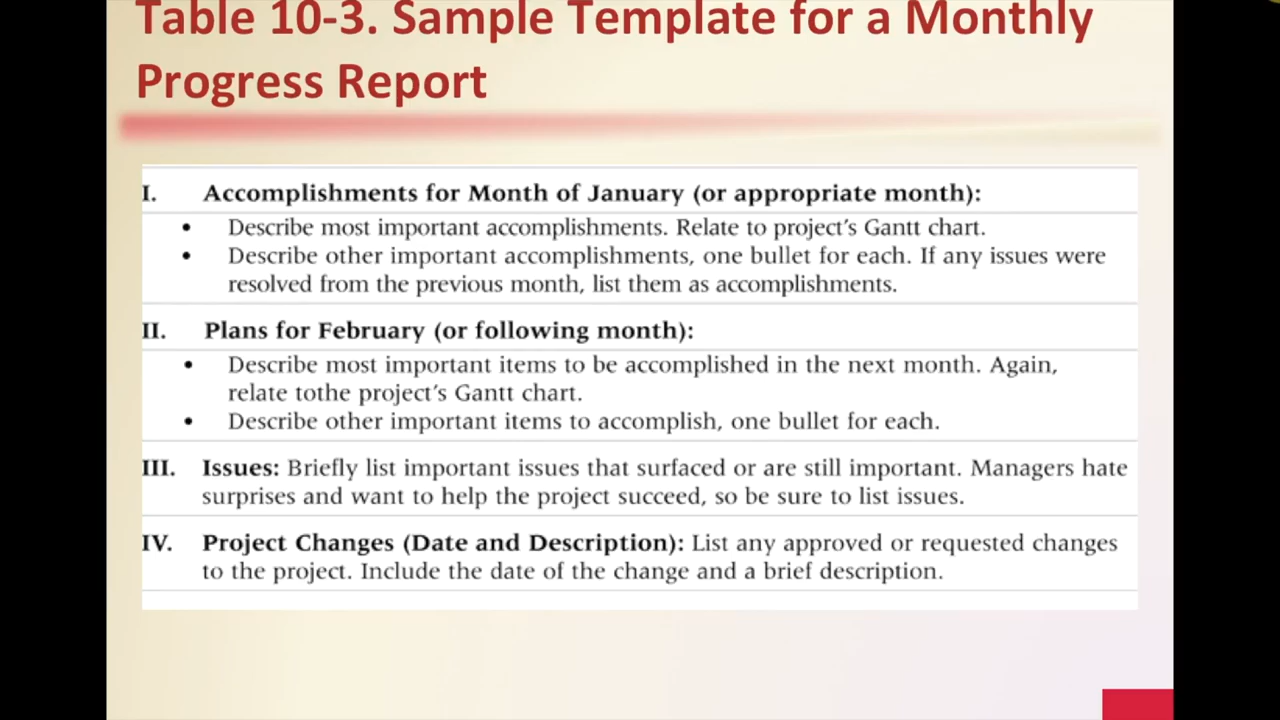 Table 10-3. Sample Template for a Monthly
Progress Report
I. Accomplishments for Month of January (or appropriate month):
• Describe most important accomplishments. Relate to project's Gantt chart.
• Describe other important accomplishments, one bullet for each. If any issues were
resolved from the previous month, list them as accomplishments.
II. Plans for February (or following month):
• Describe most important items to be accomplished in the next month. Again,
relate tothe project's Gantt chart.
• Describe other important items to accomplish, one bullet for each.
III. Issues: Briefly list important issues that surfaced or are still important. Managers hate
surprises and want to help the project succeed, so be sure to list issues.
IV. Project Changes (Date and Description): List any approved or requested changes
to the project. Include the date of the change and a brief description.